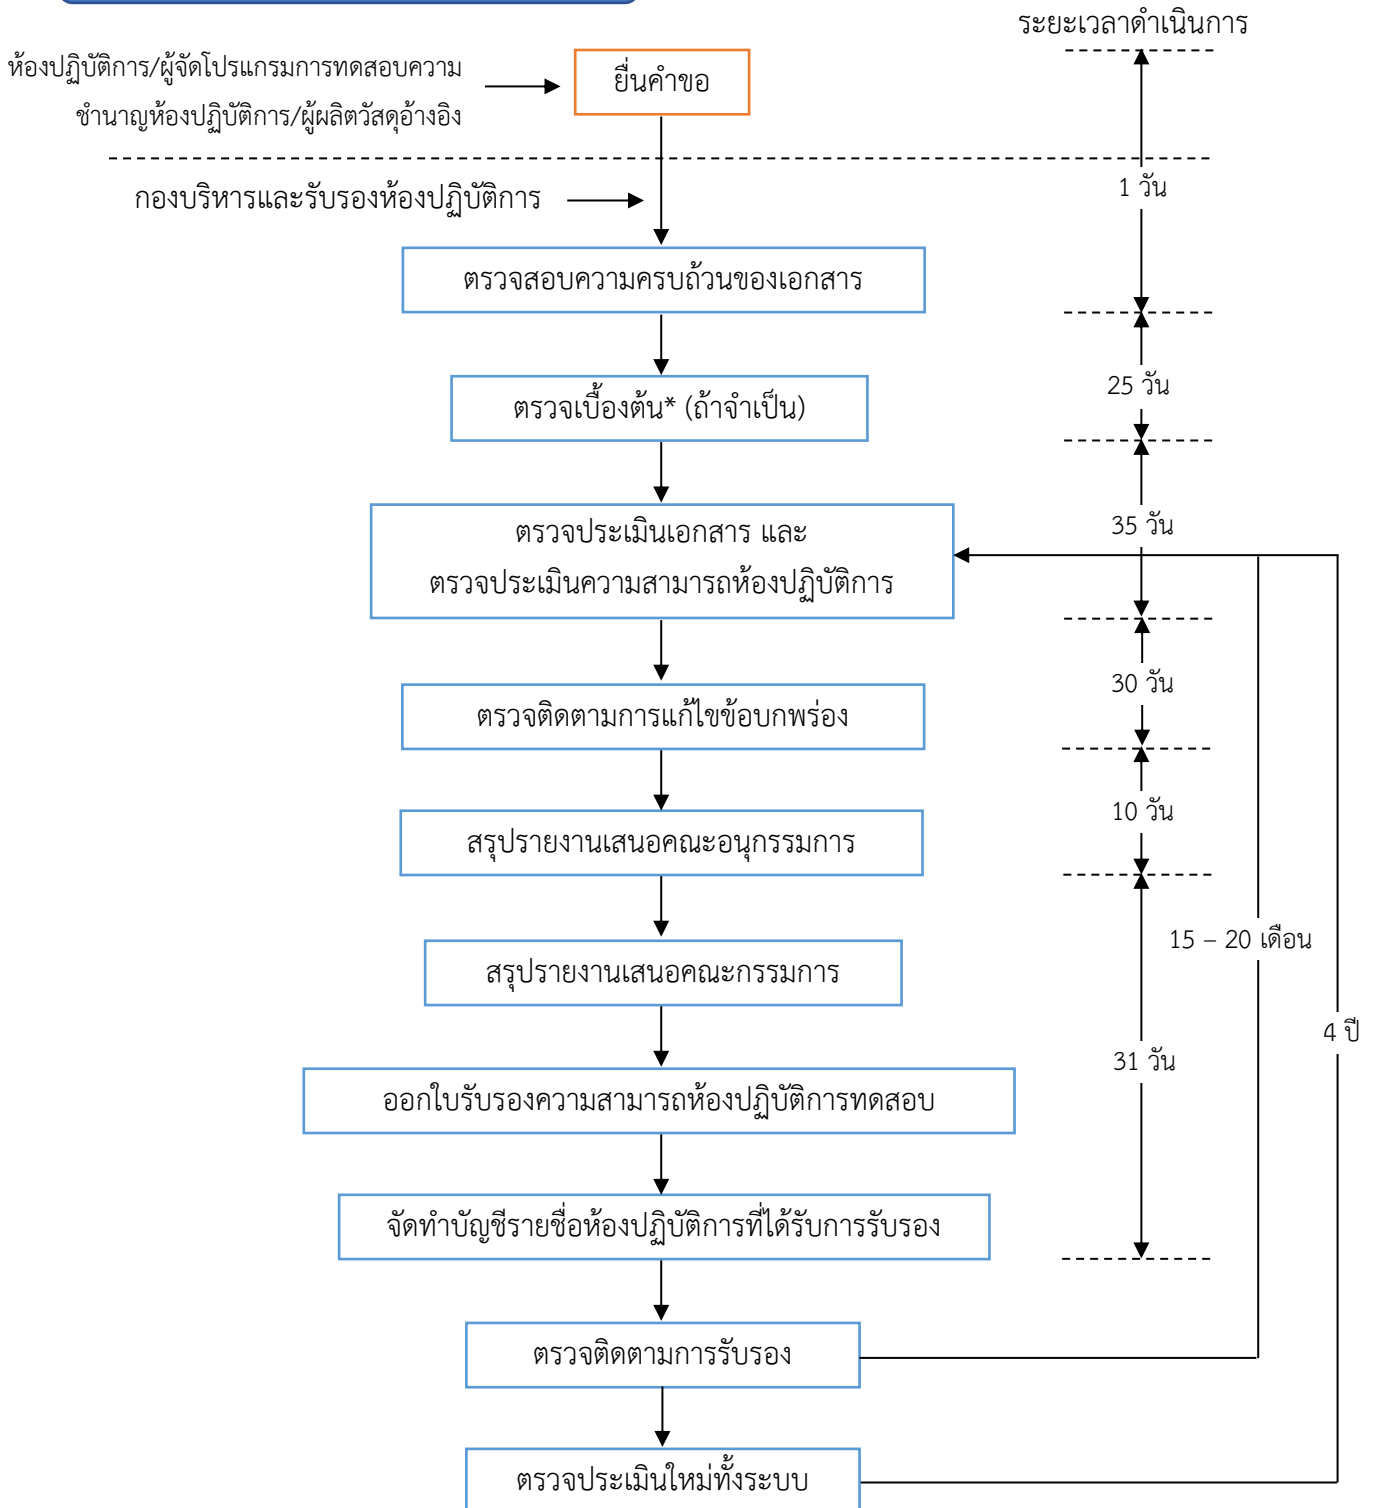 ระยะเวลาดำเนินการ
ห้องปฏิบัติการ/ผู้จัดโปรแกรมการทดสอบความ
ชำนาญห้องปฏิบัติการ/ผู้ผลิตวัสดุอ้างอิง
ยื่นคำขอ
กองบริหารและรับรองห้องปฏิบัติการ
1 วัน
ตรวจสอบความครบถ้วนของเอกสาร
25 วัน
ตรวจเบื้องต้น* (ถ้าจำเป็น)
35 วัน
ตรวจประเมินเอกสาร และ
ตรวจประเมินความสามารถห้องปฏิบัติการ
30 วัน
ตรวจติดตามการแก้ไขข้อบกพร่อง
10 วัน
สรุปรายงานเสนอคณะอนุกรรมการ
15 – 20 เดือน
สรุปรายงานเสนอคณะกรรมการ
4 ปี
31 วัน
ออกใบรับรองความสามารถห้องปฏิบัติการทดสอบ
จัดทำบัญชีรายชื่อห้องปฏิบัติการที่ได้รับการรับรอง
ตรวจติดตามการรับรอง
ตรวจประเมินใหม่ทั้งระบบ